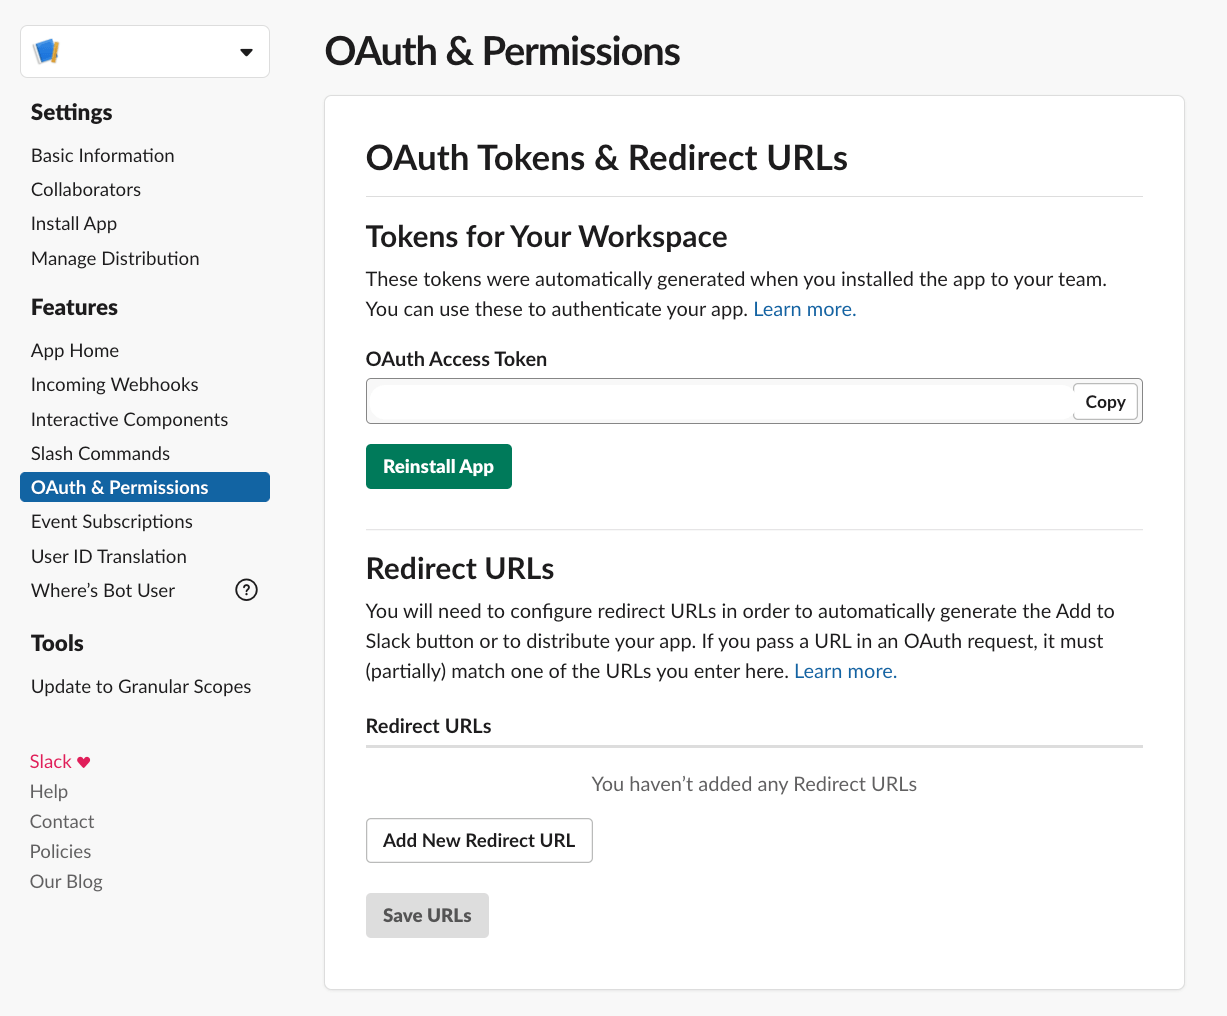 Settings
Basic Information
Collaborators
Install App
Manage Distribution
Features
App Home
Incoming Webhooks
Interactive Components
Slash Commands
OAuth & Permissions
Event Subscriptions
User ID Translation
Where’s Bot User
?
Tools
Update to Granular Scopes
Slack ♥
Help
Contact
Policies
Our Blog
OAuth & Permissions
OAuth Tokens & Redirect URLs
Tokens for Your Workspace
These tokens were automatically generated when you installed the app to your team.
You can use these to authenticate your app. Learn more.
OAuth Access Token
Copy
Reinstall App
Redirect URLs
You will need to configure redirect URLs in order to automatically generate the Add to
Slack button or to distribute your app. If you pass a URL in an OAuth request, it must
(partially) match one of the URLs you enter here. Learn more.
Redirect URLs
You haven’t added any Redirect URLs
Add New Redirect URL
Save URLs